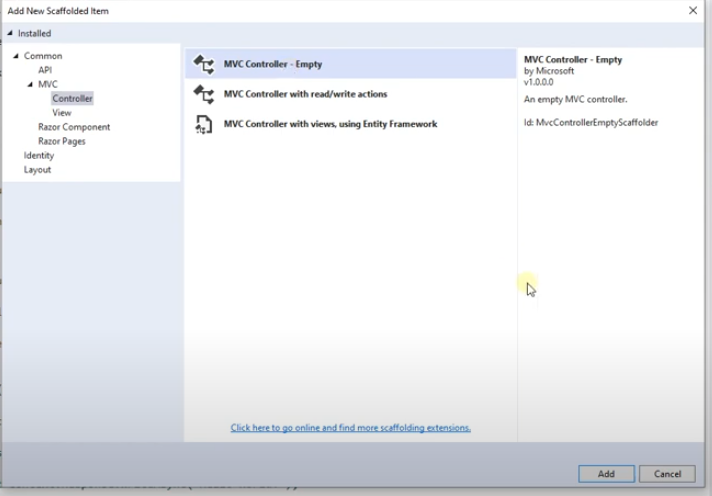 Add New Scaffolded Item
Installed
Common
API
MVC
Controller
View
Razor Component
Razor Pages
Identity
Layout
MVC Controller - Empty
MVC Controller with read/write actions
MVC Controller with views, using Entity Framework
Click here to go online and find more scaffolding extensions.
MVC Controller - Empty
by Microsoft
v1.0.0.0
An empty MVC controller.
Id: MvcControllerEmptyScaffolder
Add
Cancel